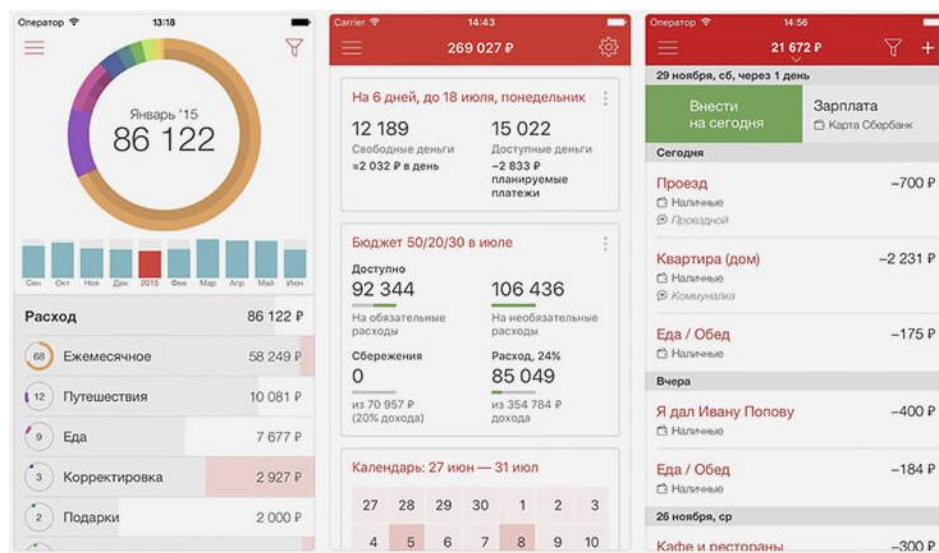 Оператор 13:18
Январь '15
86 122
Сен Окт Ноя Дек 2015 Фев Мар Апр Май Июн
Расход 86 122 ₽
68 Ежемесячное 58 249 ₽
12 Путешествия 10 081 ₽
9 Еда 7 677 ₽
3 Корректировка 2 927 ₽
2 Подарки 2 000 ₽
Carrier 14:43
269 027 ₽
На 6 дней, до 18 июля, понедельник
12 189 15 022
Свободные деньги Доступные деньги
≈2 032 ₽ в день −2 833 ₽
планируемые
платежи
Бюджет 50/20/30 в июле
Доступно
92 344 106 436
На обязательные На необязательные
расходы расходы
Сбережения Расход, 24%
0 85 049
из 70 957 ₽ из 354 784 ₽
(20% дохода) дохода
Календарь: 27 июн — 31 июл
27 28 29 30 1 2 3
4 5 6 7 8 9 10
Оператор 14:56
21 672 ₽
29 ноября, сб, через 1 день
Внести Зарплата
на сегодня Карта Сбербанк
Сегодня
Проезд −700 ₽
Наличные
Проездной
Квартира (дом) −2 231 ₽
Наличные
Коммуналка
Еда / Обед −175 ₽
Наличные
Вчера
Я дал Ивану Попову −400 ₽
Наличные
Еда / Обед −184 ₽
Наличные
26 ноября, ср
Кафе и рестораны −300 ₽